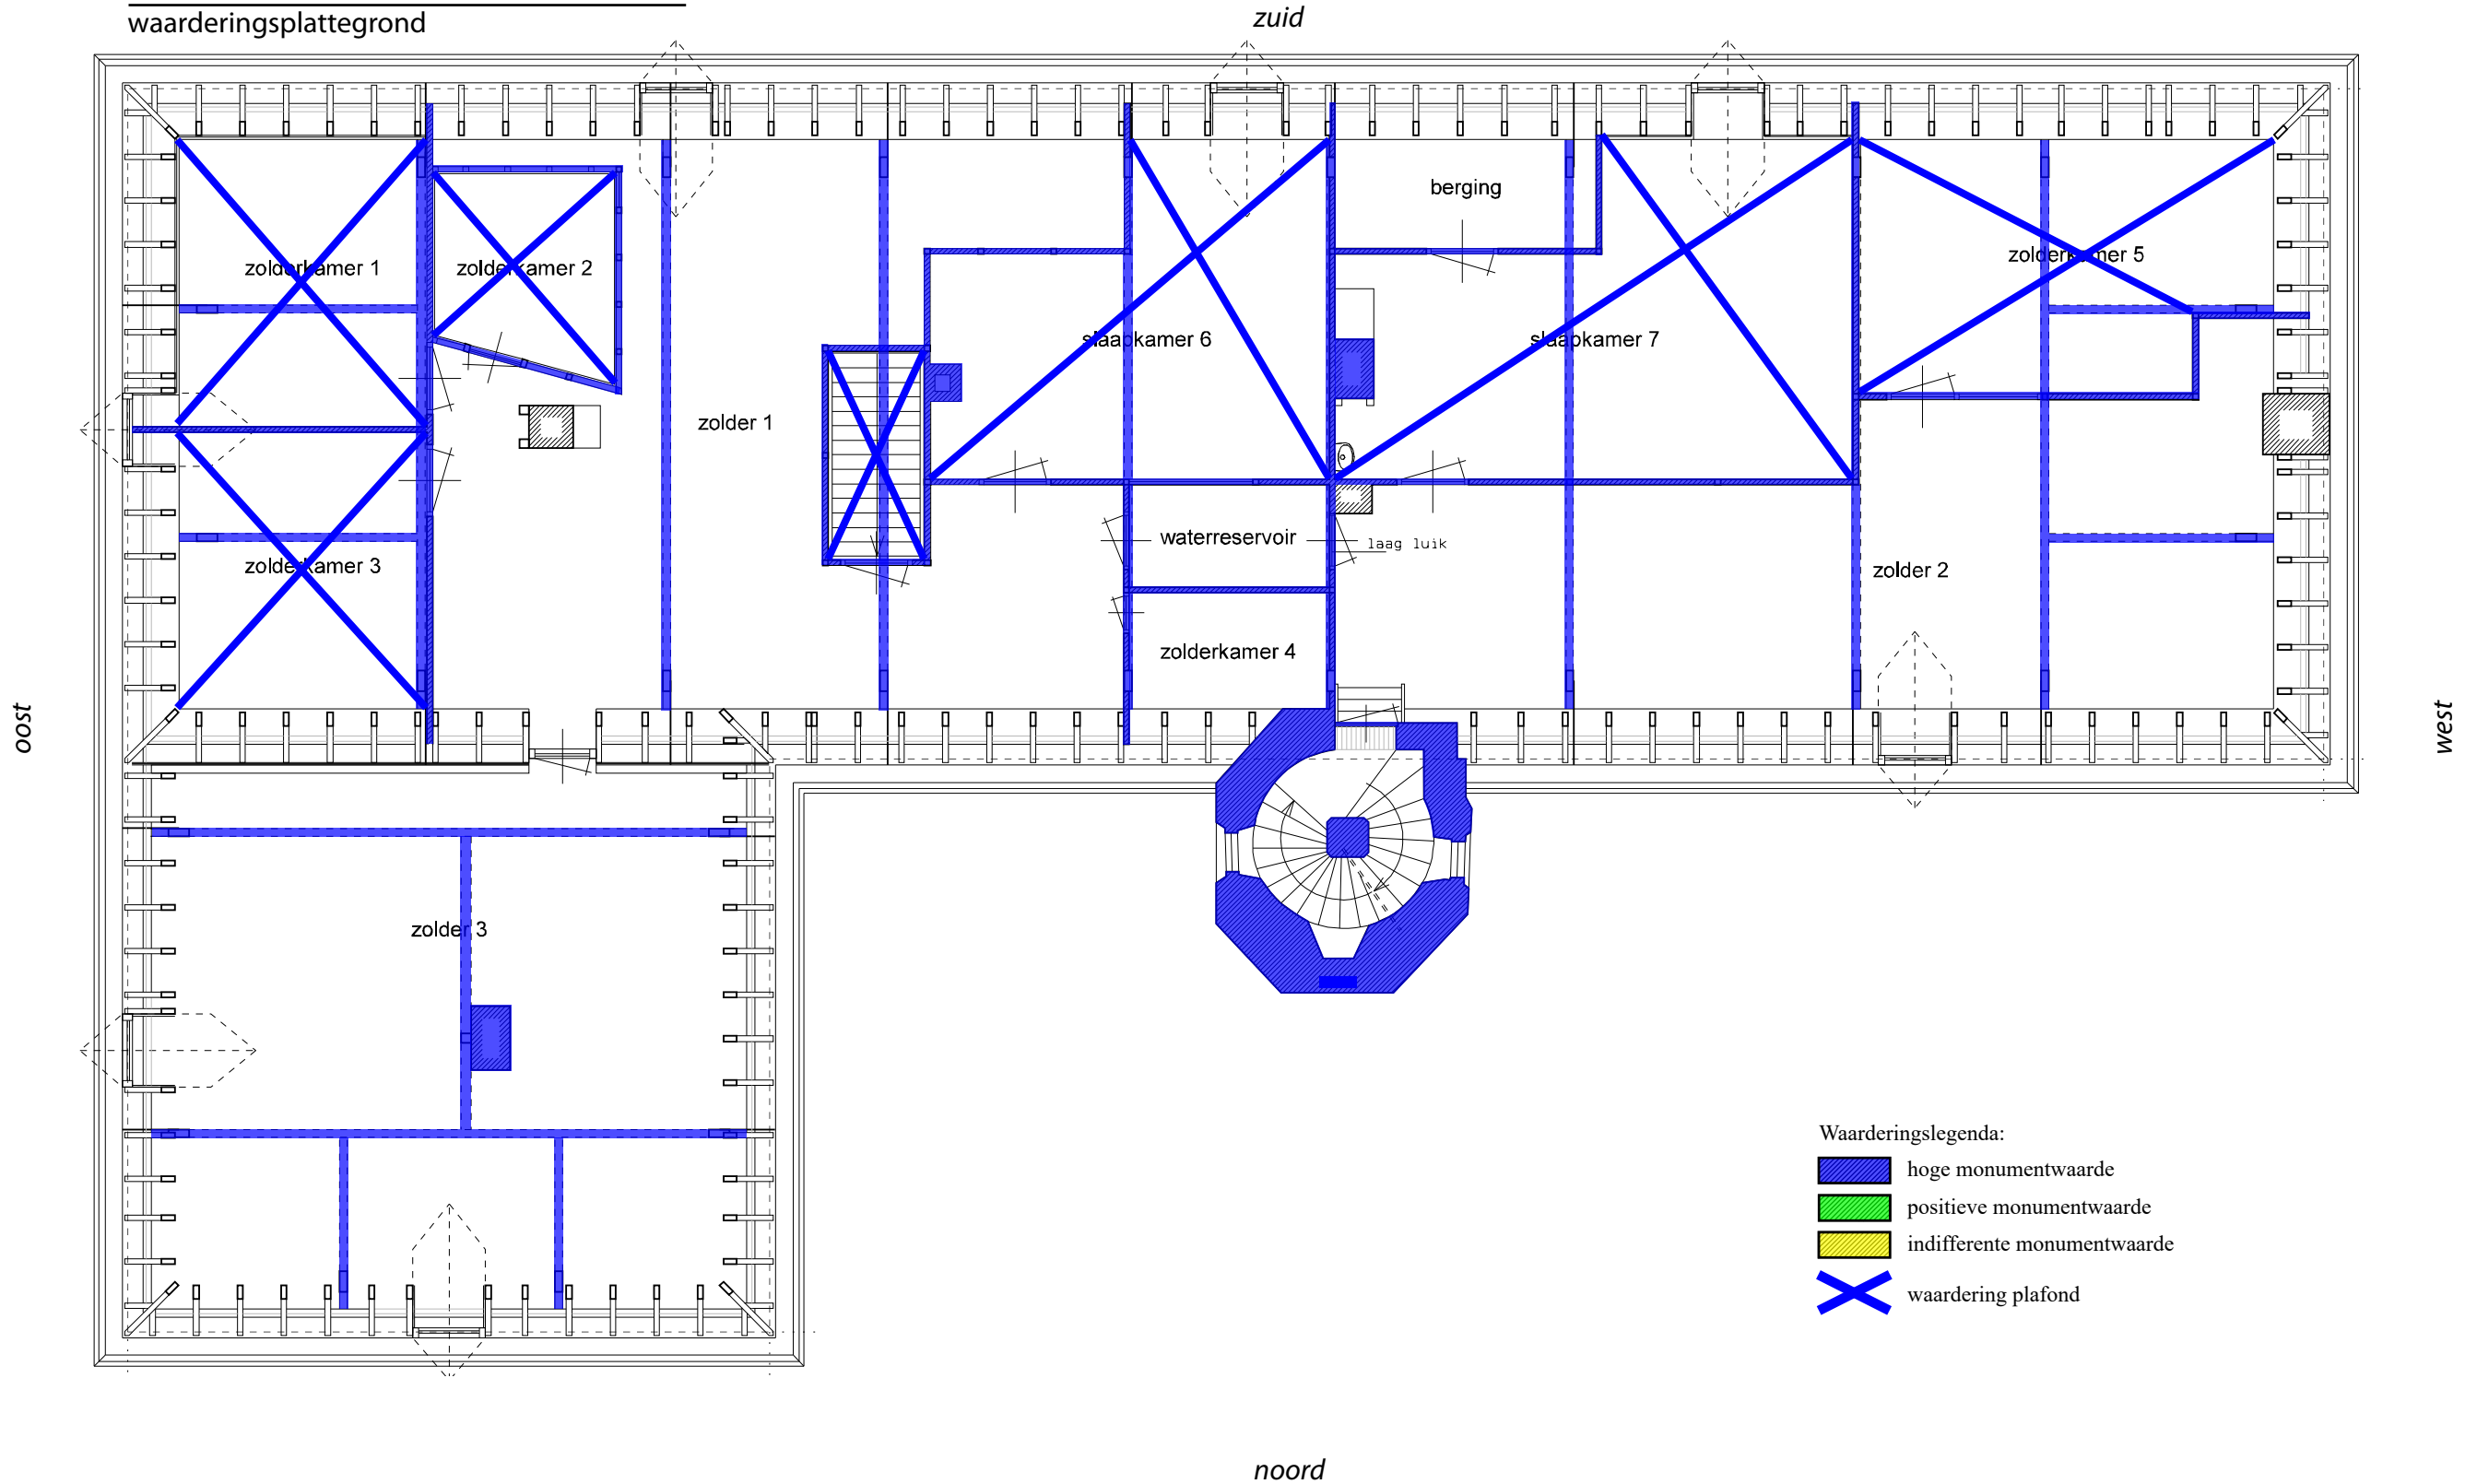 waarderingsplattegrond
zuid
berging
zolderkamer 1
zolderkamer 2
zolderkamer 5
slaapkamer 6
slaapkamer 7
zolder 1
waterreservoir
laag luik
zolderkamer 3
zolder 2
zolderkamer 4
oost
west
zolder 3
Waarderingslegenda:
hoge monumentwaarde
positieve monumentwaarde
indifferente monumentwaarde
waardering plafond
noord